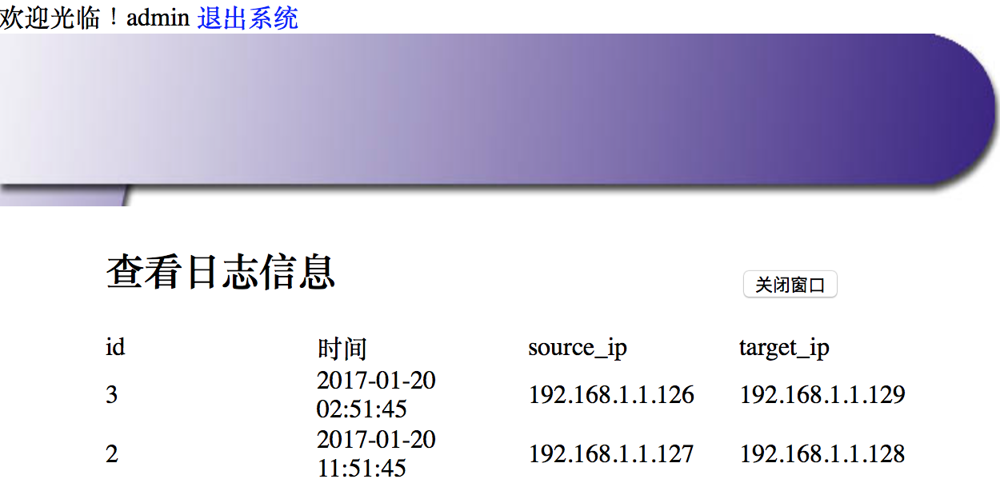 欢迎光临！admin 退出系统
查看日志信息
关闭窗口
id 时间 source_ip target_ip
3 2017-01-20 02:51:45 192.168.1.1.126 192.168.1.1.129
2 2017-01-20 11:51:45 192.168.1.1.127 192.168.1.1.128